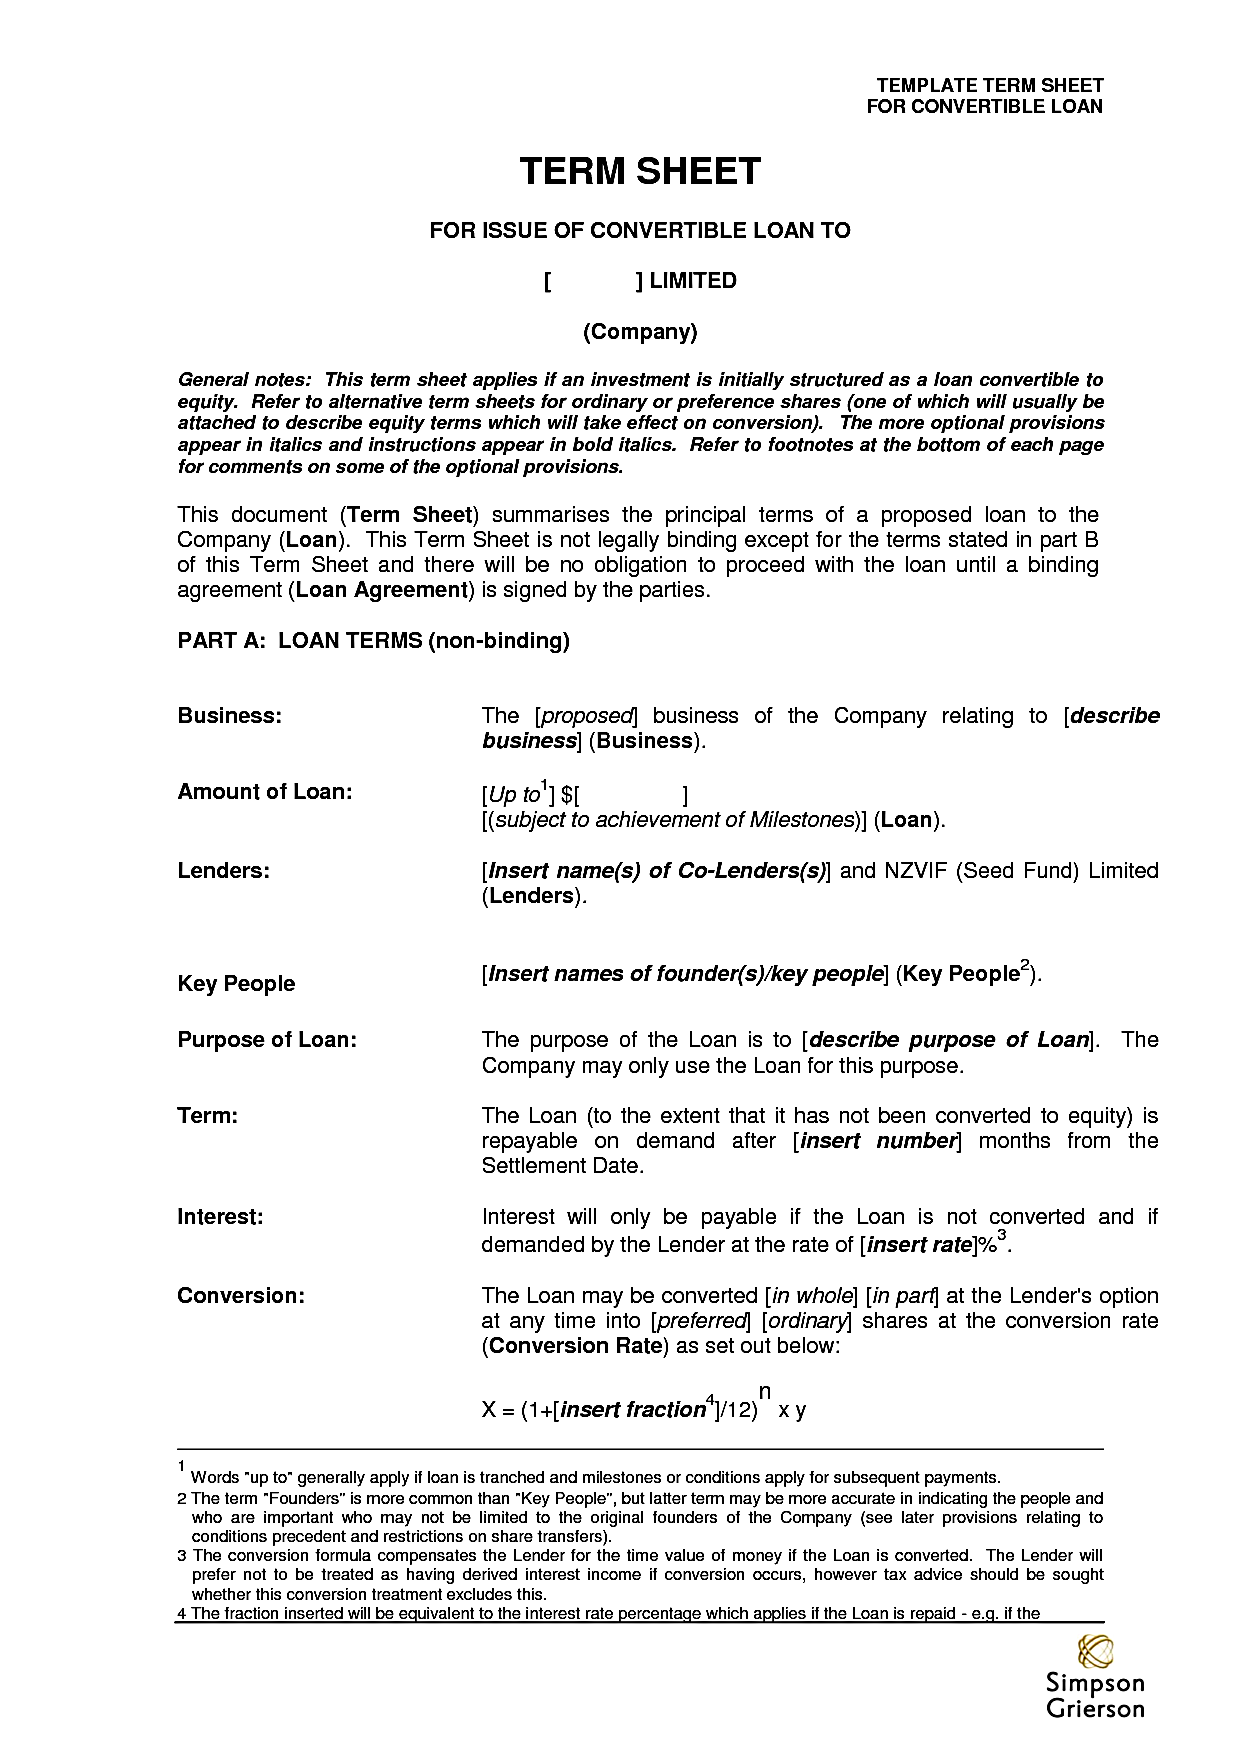 TEMPLATE TERM SHEET
FOR CONVERTIBLE LOAN
TERM SHEET
FOR ISSUE OF CONVERTIBLE LOAN TO
[ ] LIMITED
(Company)
General notes: This term sheet applies if an investment is initially structured as a loan convertible to
equity. Refer to alternative term sheets for ordinary or preference shares (one of which will usually be
attached to describe equity terms which will take effect on conversion). The more optional provisions
appear in italics and instructions appear in bold italics. Refer to footnotes at the bottom of each page
for comments on some of the optional provisions.
This document (Term Sheet) summarises the principal terms of a proposed loan to the
Company (Loan). This Term Sheet is not legally binding except for the terms stated in part B
of this Term Sheet and there will be no obligation to proceed with the loan until a binding
agreement (Loan Agreement) is signed by the parties.
PART A: LOAN TERMS (non-binding)
Business: The [proposed] business of the Company relating to [describe
business] (Business).
Amount of Loan: [Up to1] $[ ]
[(subject to achievement of Milestones)] (Loan).
Lenders: [Insert name(s) of Co-Lenders(s)] and NZVIF (Seed Fund) Limited
(Lenders).
Key People [Insert names of founder(s)/key people] (Key People2).
Purpose of Loan: The purpose of the Loan is to [describe purpose of Loan]. The
Company may only use the Loan for this purpose.
Term: The Loan (to the extent that it has not been converted to equity) is
repayable on demand after [insert number] months from the
Settlement Date.
Interest: Interest will only be payable if the Loan is not converted and if
demanded by the Lender at the rate of [insert rate]%3.
Conversion: The Loan may be converted [in whole] [in part] at the Lender's option
at any time into [preferred] [ordinary] shares at the conversion rate
(Conversion Rate) as set out below:
X = (1+[insert fraction4]/12)n x y
1 Words "up to" generally apply if loan is tranched and milestones or conditions apply for subsequent payments.
2 The term "Founders" is more common than "Key People", but latter term may be more accurate in indicating the people and
who are important who may not be limited to the original founders of the Company (see later provisions relating to
conditions precedent and restrictions on share transfers).
3 The conversion formula compensates the Lender for the time value of money if the Loan is converted. The Lender will
prefer not to be treated as having derived interest income if conversion occurs, however tax advice should be sought
whether this conversion treatment excludes this.
4 The fraction inserted will be equivalent to the interest rate percentage which applies if the Loan is repaid - e.g. if the
Simpson
Grierson